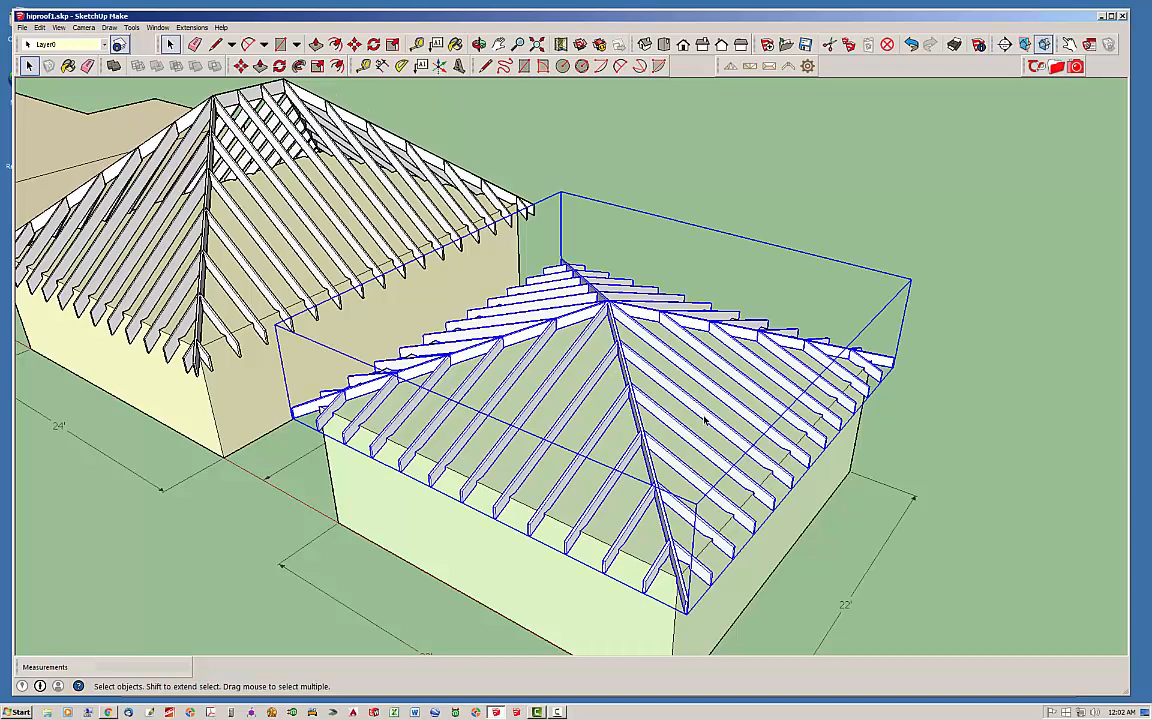 hiproof1.skp - SketchUp Make
File Edit View Camera Draw Tools Window Extensions Help
Layer0
24'
22'
Measurements
Select objects. Shift to extend select. Drag mouse to select multiple.
Start
12:02 AM